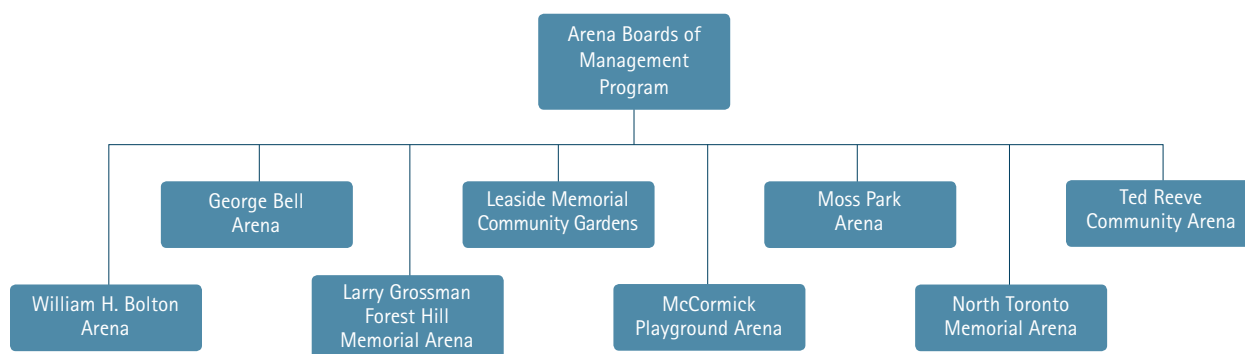 Arena Boards of
Management
Program
George Bell
Arena
Leaside Memorial
Community Gardens
Moss Park
Arena
Ted Reeve
Community Arena
William H. Bolton
Arena
Larry Grossman
Forest Hill
Memorial Arena
McCormick
Playground Arena
North Toronto
Memorial Arena